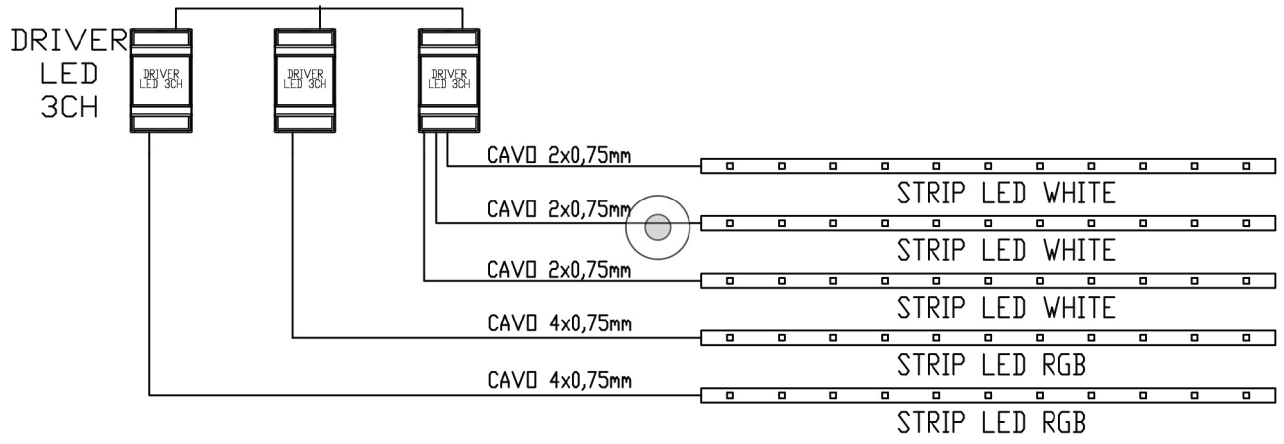 DRIVER
LED
3CH
DRIVER
LED 3CH
DRIVER
LED 3CH
DRIVER
LED 3CH
CAVO 2x0,75mm
STRIP LED WHITE
CAVO 2x0,75mm
STRIP LED WHITE
CAVO 2x0,75mm
STRIP LED WHITE
CAVO 4x0,75mm
STRIP LED RGB
CAVO 4x0,75mm
STRIP LED RGB